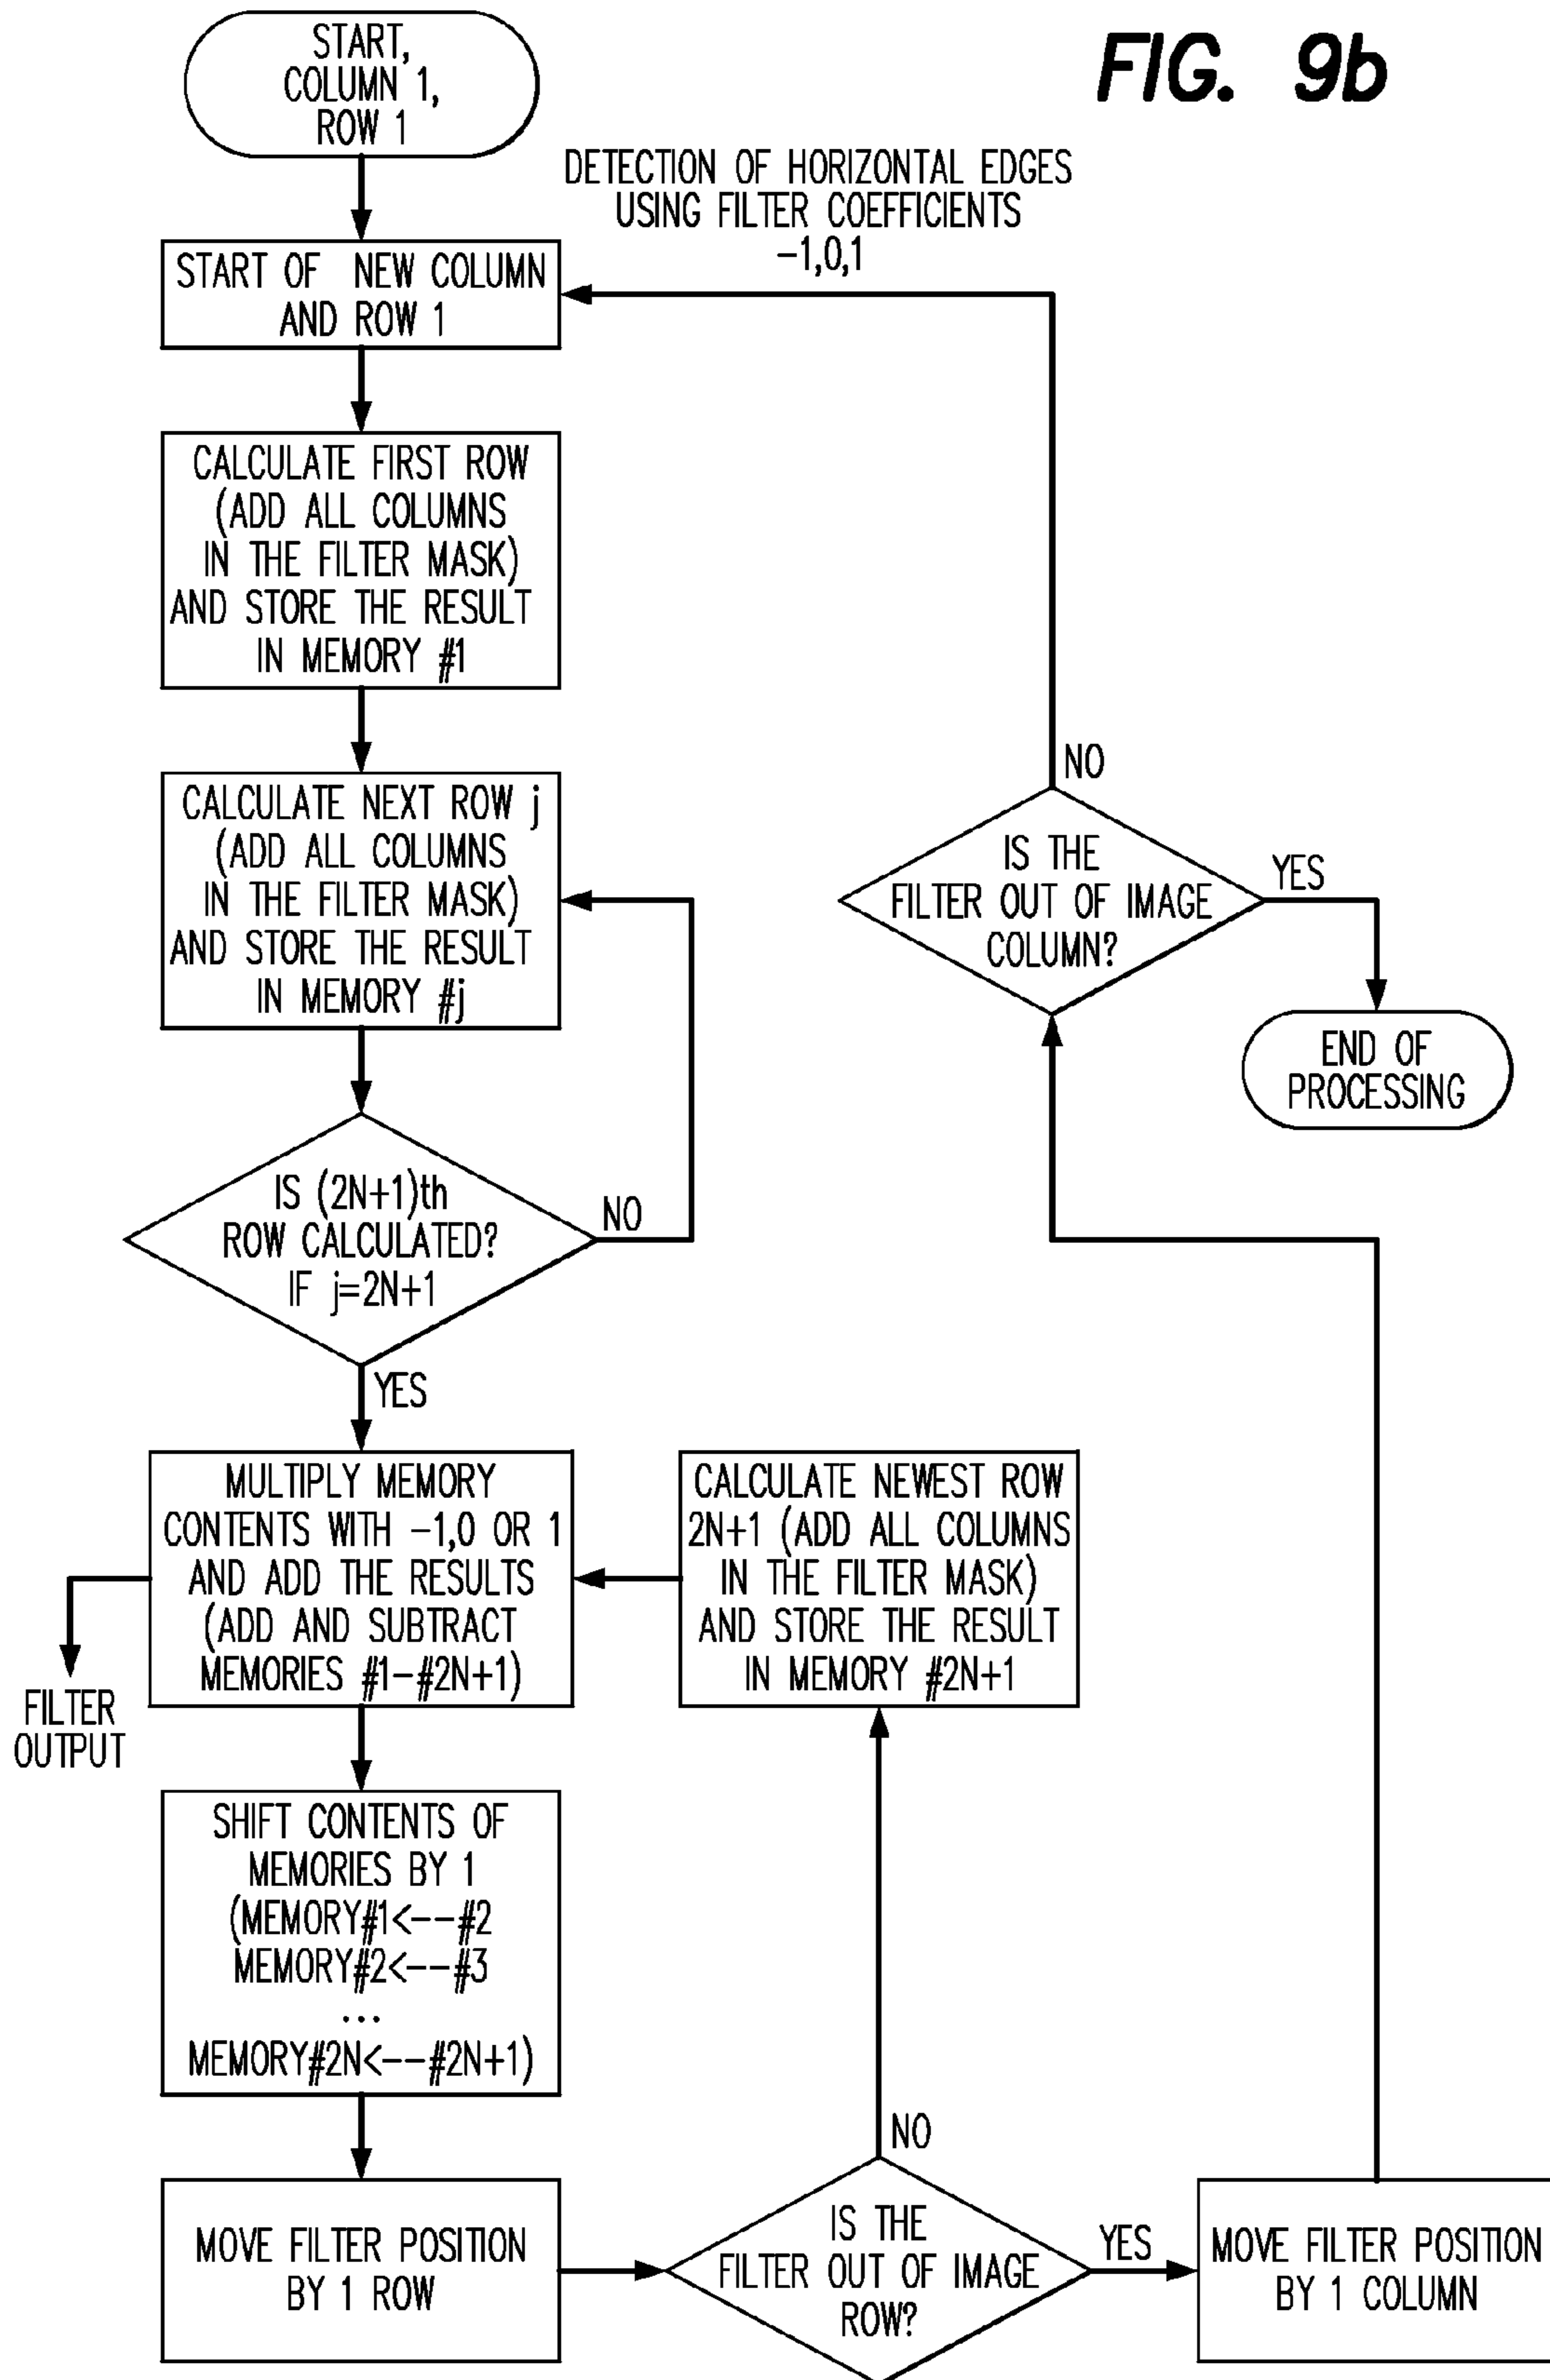 FIG. 9b
START,
COLUMN 1,
ROW 1
DETECTION OF HORIZONTAL EDGES
USING FILTER COEFFICIENTS
-1,0,1
START OF NEW COLUMN
AND ROW 1
CALCULATE FIRST ROW
(ADD ALL COLUMNS
IN THE FILTER MASK)
AND STORE THE RESULT
IN MEMORY #1
CALCULATE NEXT ROW j
(ADD ALL COLUMNS
IN THE FILTER MASK)
AND STORE THE RESULT
IN MEMORY #j
IS (2N+1)th
ROW CALCULATED?
IF j=2N+1
NO
YES
MULTIPLY MEMORY
CONTENTS WITH -1,0 OR 1
AND ADD THE RESULTS
(ADD AND SUBTRACT
MEMORIES #1-#2N+1)
FILTER
OUTPUT
CALCULATE NEWEST ROW
2N+1 (ADD ALL COLUMNS
IN THE FILTER MASK)
AND STORE THE RESULT
IN MEMORY #2N+1
SHIFT CONTENTS OF
MEMORIES BY 1
(MEMORY#1<--#2
MEMORY#2<--#3
...
MEMORY#2N<--#2N+1)
MOVE FILTER POSITION
BY 1 ROW
NO
IS THE
FILTER OUT OF IMAGE
ROW?
YES
MOVE FILTER POSITION
BY 1 COLUMN
NO
IS THE
FILTER OUT OF IMAGE
COLUMN?
YES
END OF
PROCESSING